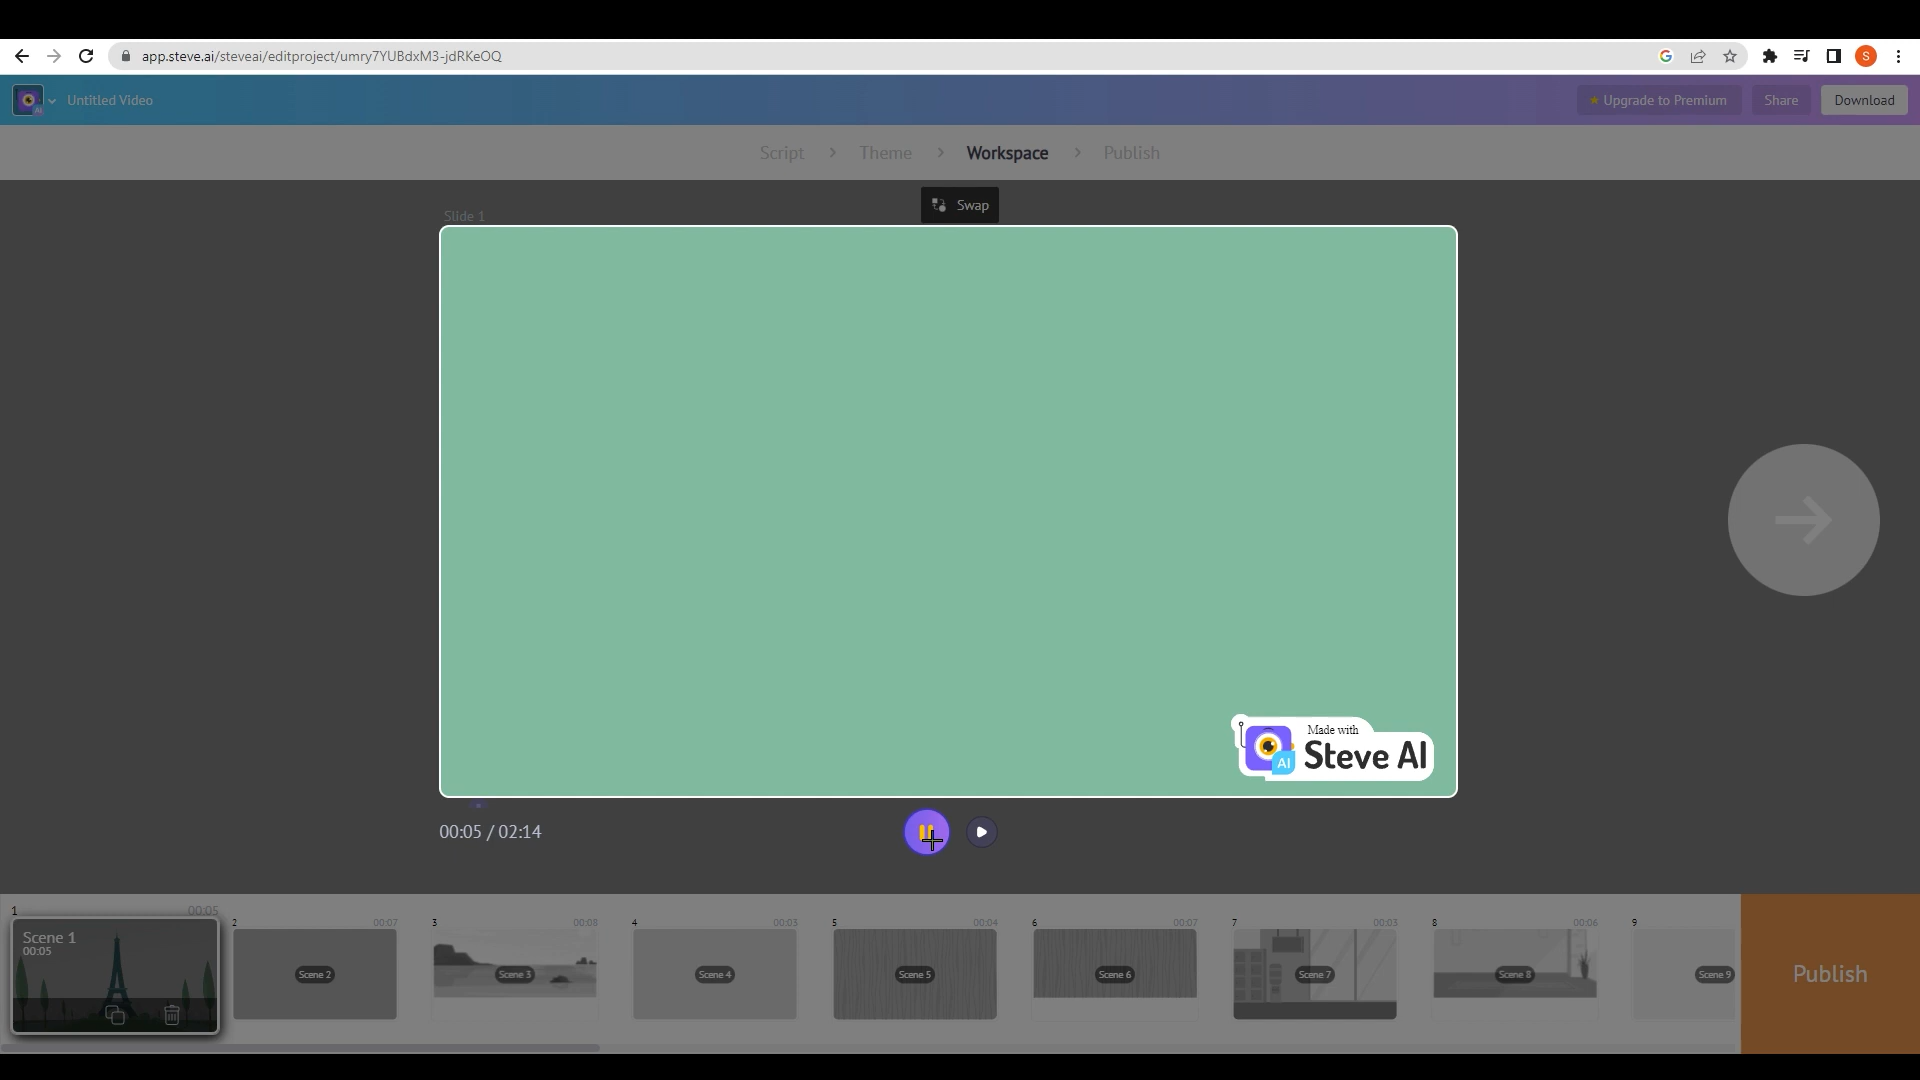 app.steve.ai/steveai/editproject/umry7YUBdxM3-jdRKeOQ
S
AI
Untitled Video
Upgrade to Premium
Share
Download
Script
Theme
Workspace
Publish
Swap
Slide 1
Made with
AI
Steve AI
00:05 / 02:14
1
00:05
2
00:07
3
00:08
4
00:03
5
00:04
6
00:07
7
00:03
8
00:06
9
Scene 1
00:05
Scene 2
Scene 3
Scene 4
Scene 5
Scene 6
Scene 7
Scene 8
Scene 9
Publish